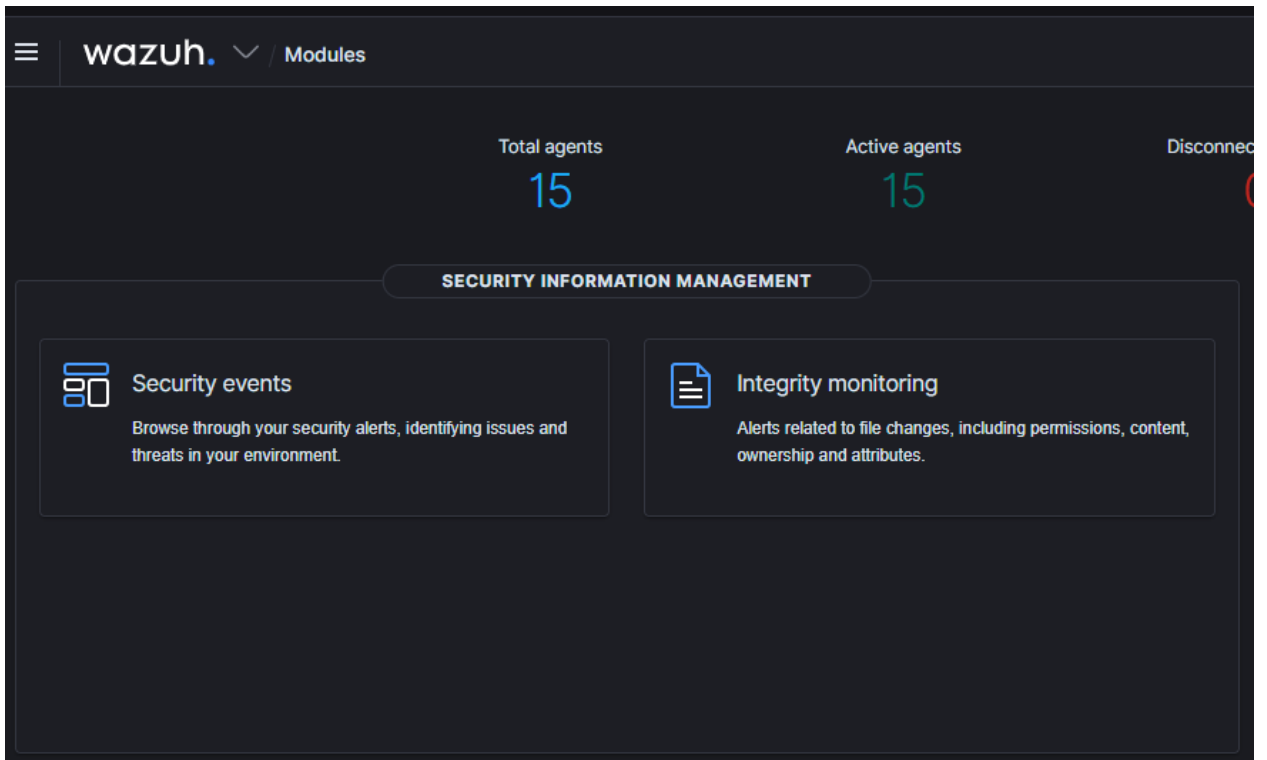 wazuh. / Modules
Total agents
15
Active agents
15
Disconnec
SECURITY INFORMATION MANAGEMENT
Security events
Browse through your security alerts, identifying issues and
threats in your environment.
Integrity monitoring
Alerts related to file changes, including permissions, content,
ownership and attributes.